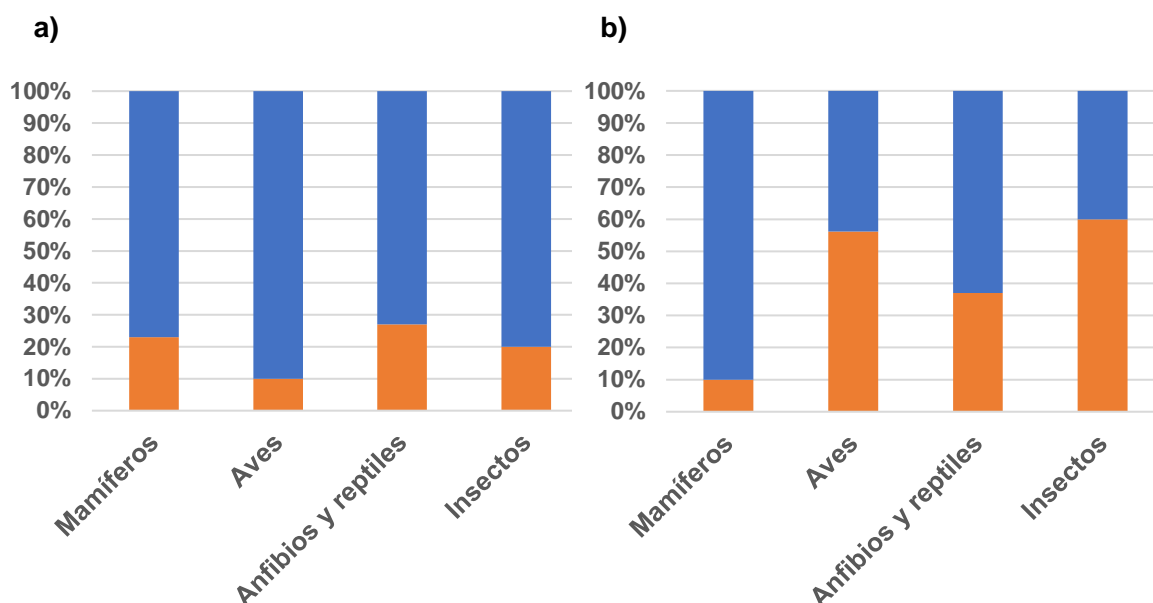 a)
100%
90%
80%
70%
60%
50%
40%
30%
20%
10%
0%
Mamíferos
Aves
Anfibios y reptiles
Insectos
b)
100%
90%
80%
70%
60%
50%
40%
30%
20%
10%
0%
Mamíferos
Aves
Anfibios y reptiles
Insectos